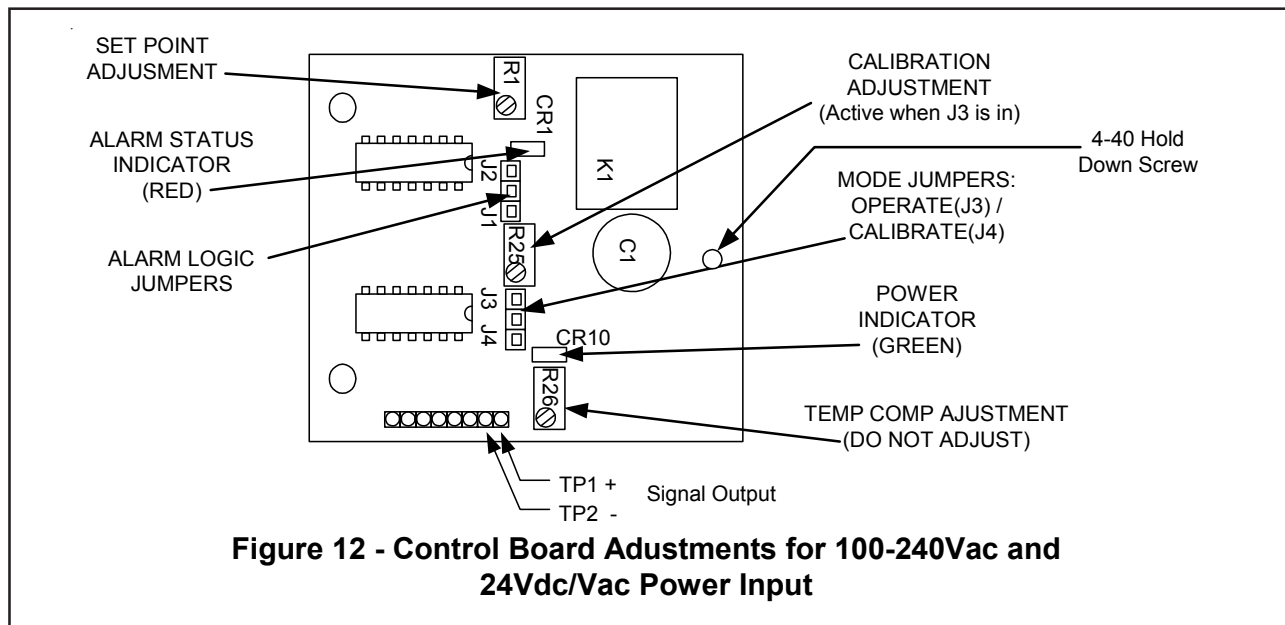 SET POINT
ADJUSMENT
ALARM STATUS
INDICATOR
(RED)
ALARM LOGIC
JUMPERS
R1
CR1
J2
J1
K1
R25
C1
J3
J4
CR10
R26
CALIBRATION
ADJUSTMENT
(Active when J3 is in)
4-40 Hold
Down Screw
MODE JUMPERS:
OPERATE(J3) /
CALIBRATE(J4)
POWER
INDICATOR
(GREEN)
TEMP COMP AJUSTMENT
(DO NOT ADJUST)
TP1 +
TP2 -
Signal Output
Figure 12 - Control Board Adustments for 100-240Vac and
24Vdc/Vac Power Input